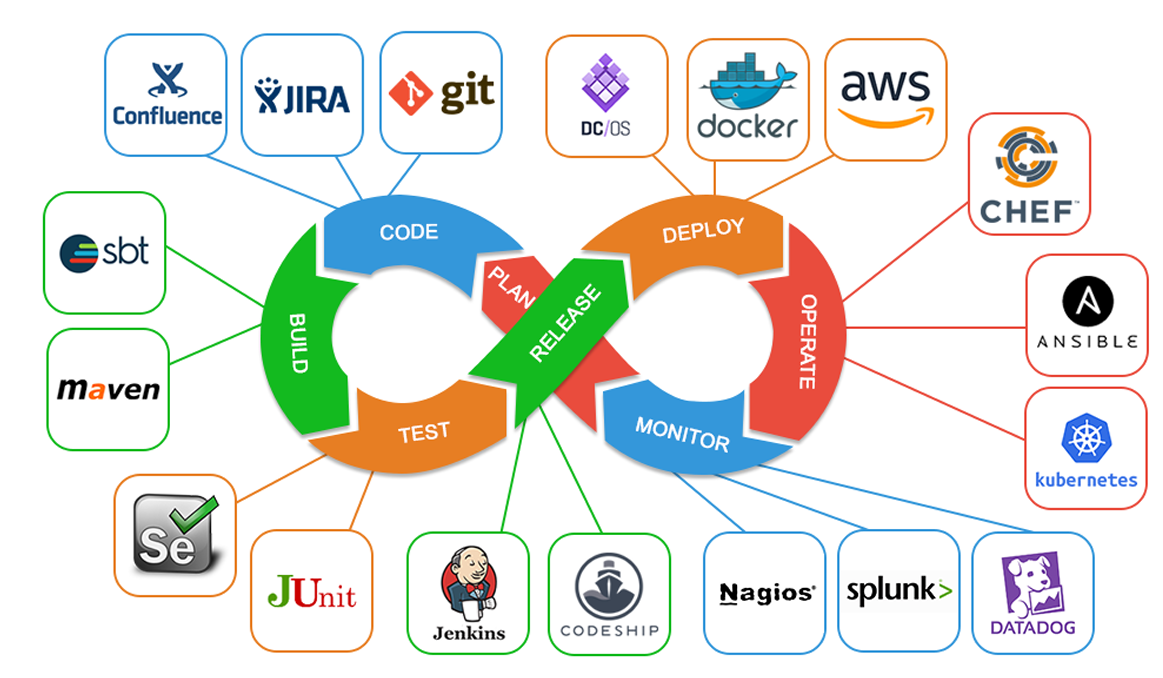 Confluence
JIRA
git
DC/OS
docker
aws
CHEF™
sbt
CODE
DEPLOY
PLAN
RELEASE
BUILD
OPERATE
ANSIBLE
maven
TEST
MONITOR
kubernetes
Se
JUnit
Jenkins
CODESHIP
Nagios®
splunk>
DATADOG